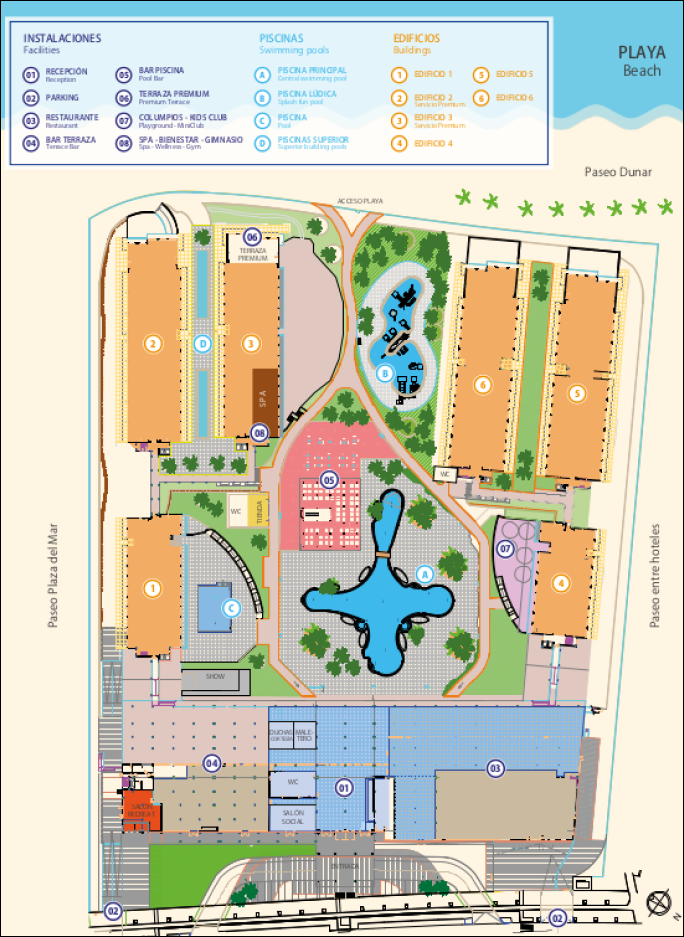 INSTALACIONES
Facilities
01 RECEPCIÓN
Reception
02 PARKING
03 RESTAURANTE
Restaurant
04 BAR TERRAZA
Terrace Bar
05 BAR PISCINA
Pool Bar
06 TERRAZA PREMIUM
Premium Terrace
07 COLUMPIOS - KIDS CLUB
Playground - MiniClub
08 SPA - BIENESTAR - GIMNASIO
Spa - Wellness - Gym
PISCINAS
Swimming pools
A PISCINA PRINCIPAL
Central swimming pool
B PISCINA LÚDICA
Splash fun pool
C PISCINA
Pool
D PISCINAS SUPERIOR
Superior building pools
EDIFICIOS
Buildings
1 EDIFICIO 1
2 EDIFICIO 2
Servicio Premium
3 EDIFICIO 3
Servicio Premium
4 EDIFICIO 4
5 EDIFICIO 5
6 EDIFICIO 6
PLAYA
Beach
Paseo Dunar
ACCESO PLAYA
06
TERRAZA
PREMIUM
2
D
3
B
6
5
SPA
08
WC
05
WC
TIENDA
Paseo Plaza del Mar
Paseo entre hoteles
07
1
C
A
4
SHOW
DUCHAS
CORTESIA
MALE-
TERO
04
03
WC
01
SALÓN
RECREAT.
SALÓN
SOCIAL
ENTRADA
02
02
N